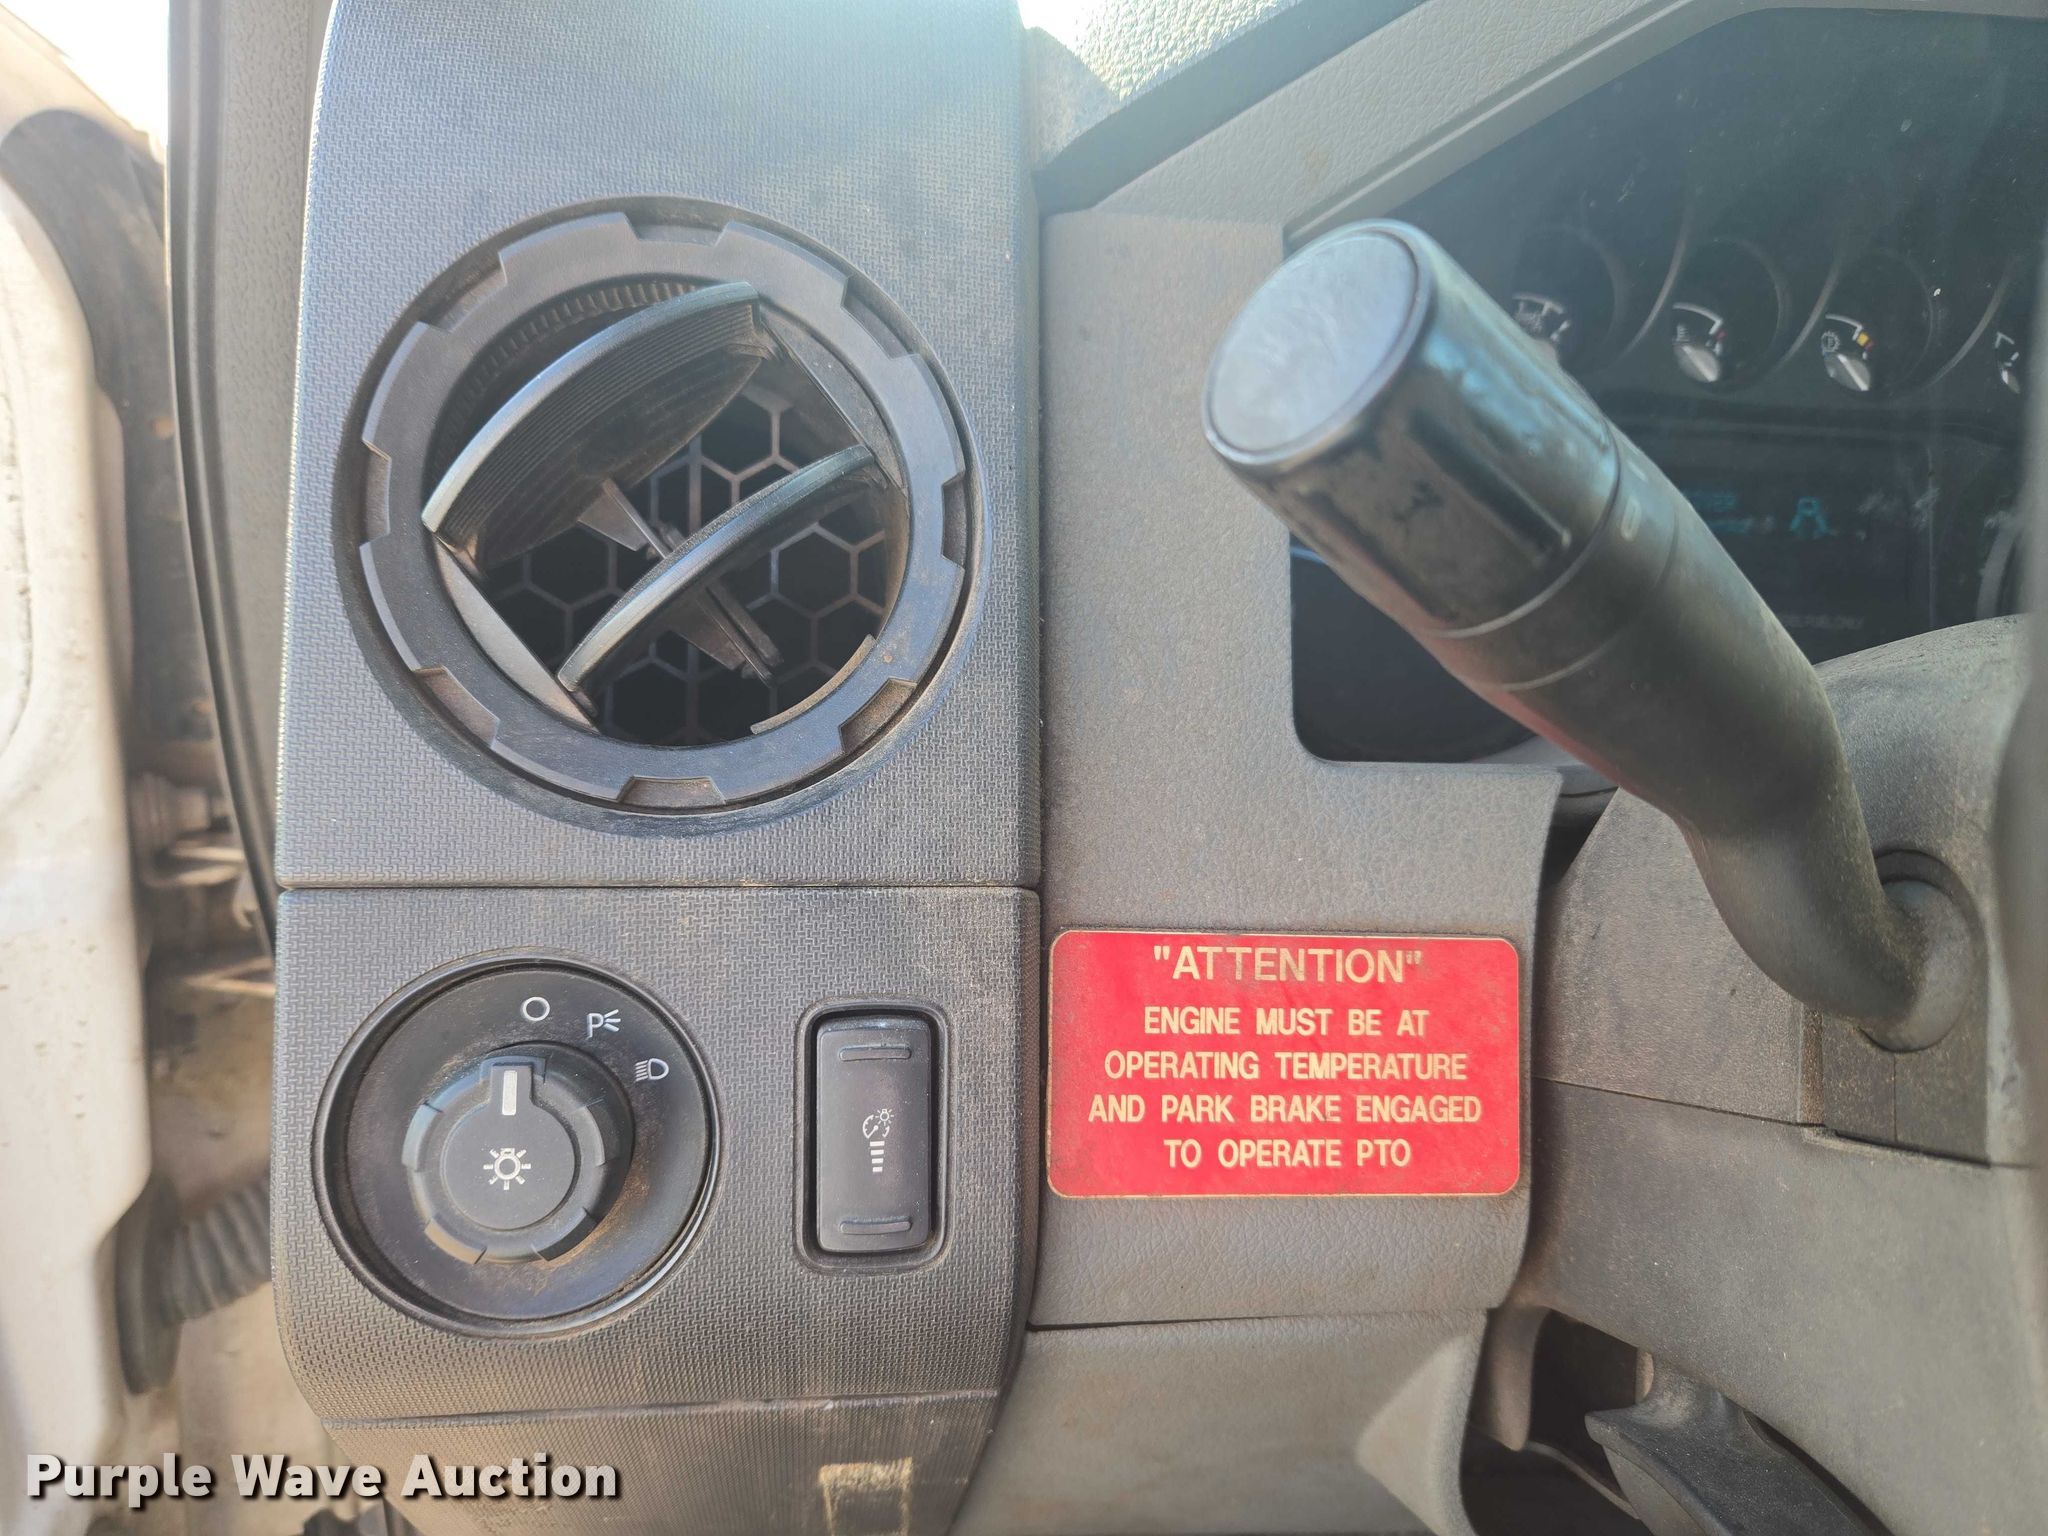 "ATTENTION"
ENGINE MUST BE AT
OPERATING TEMPERATURE
AND PARK BRAKE ENGAGED
TO OPERATE PTO
Purple Wave Auction